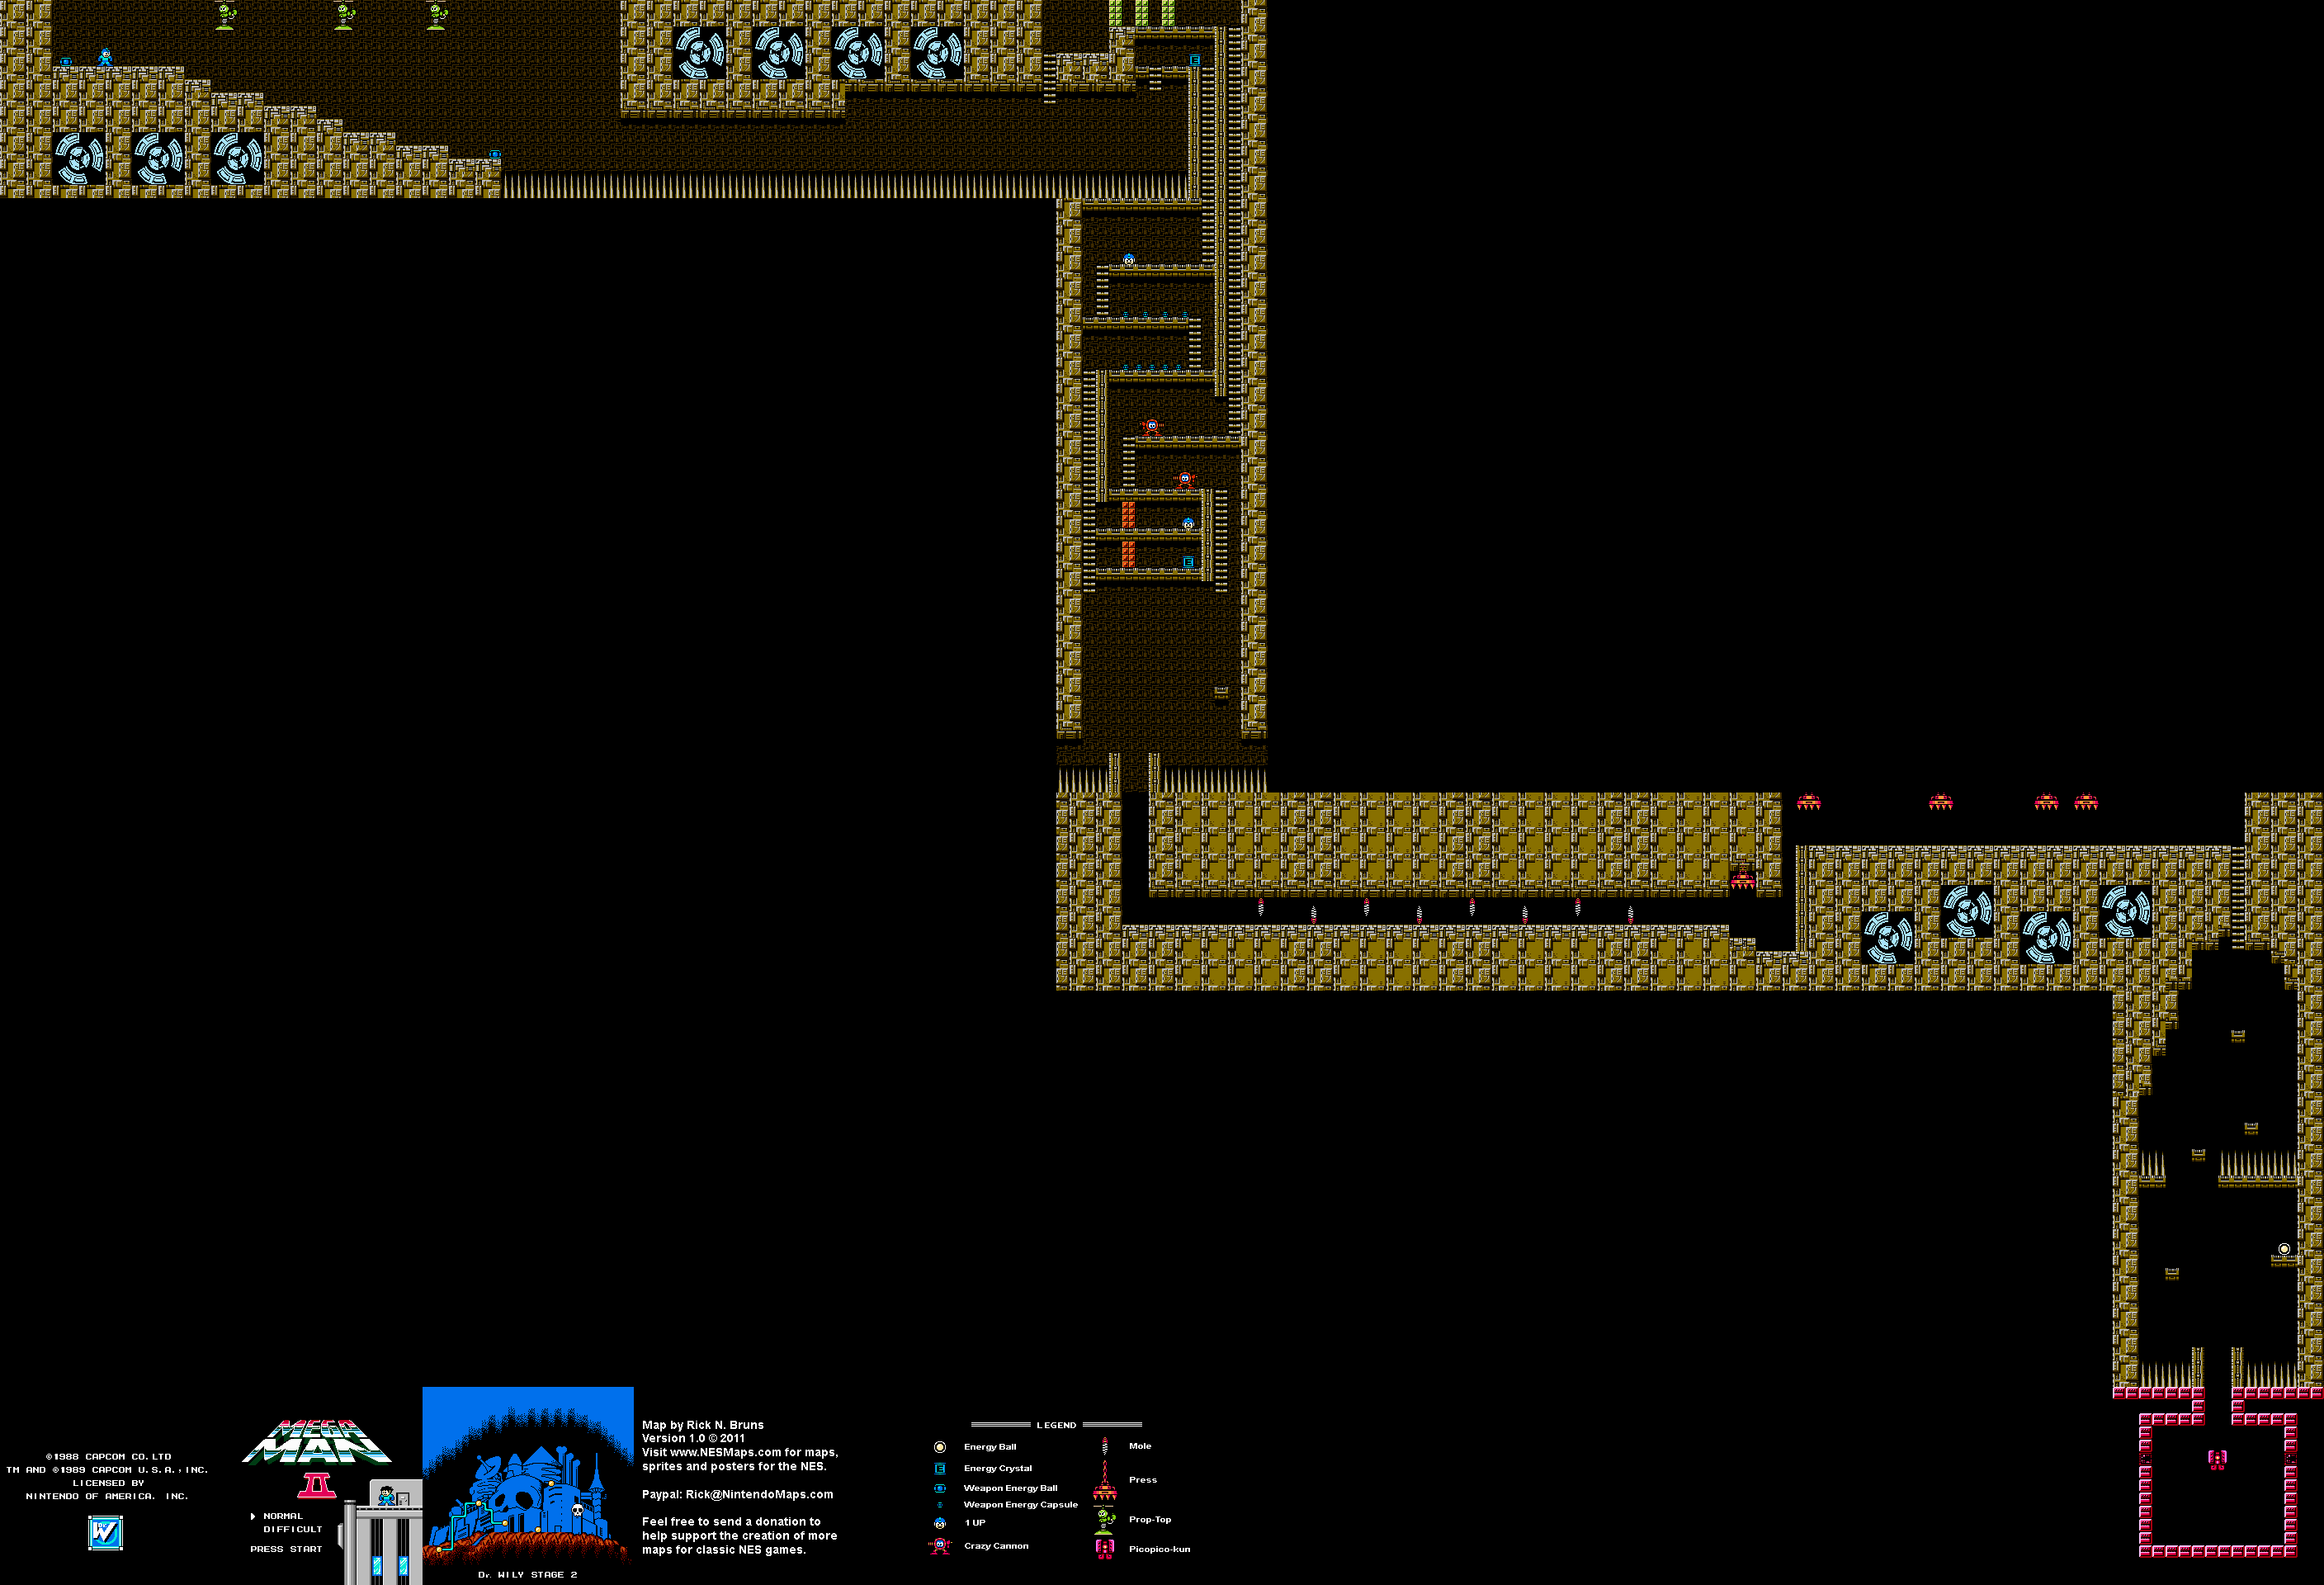 ©1988 CAPCOM CO.LTD
TM AND ©1989 CAPCOM U.S.A.,INC.
LICENSED BY
NINTENDO OF AMERICA. INC.
W
MEGA
MAN
II
NORMAL
DIFFICULT
PRESS START
Dr. WILY STAGE 2
Map by Rick N. Bruns
Version 1.0 © 2011
Visit www.NESMaps.com for maps,
sprites and posters for the NES.
Paypal: Rick@NintendoMaps.com
Feel free to send a donation to
help support the creation of more
maps for classic NES games.
LEGEND
Energy Ball
Energy Crystal
Weapon Energy Ball
Weapon Energy Capsule
1 UP
Crazy Cannon
Mole
Press
Prop-Top
Picopico-kun
E
E